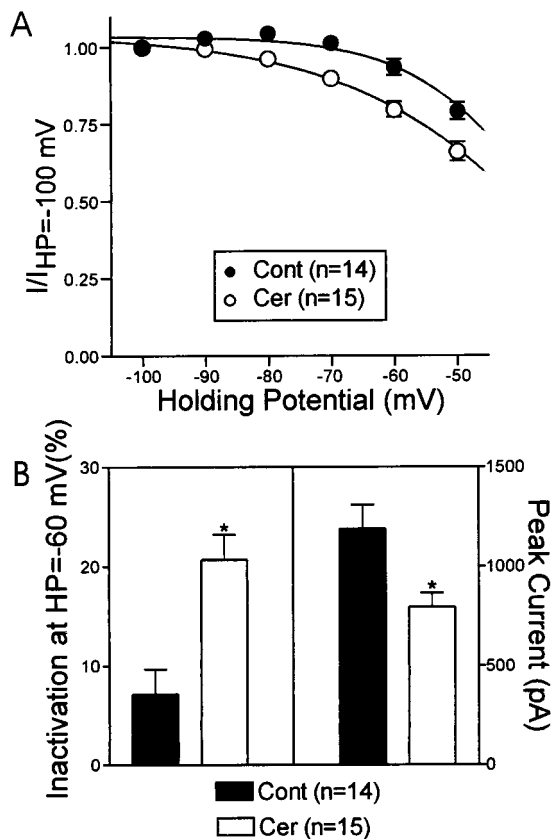 A
I/I HP=-100 mV
1.00
0.75
0.50
0.25
0.00
Cont (n=14)
Cer (n=15)
-100 -90 -80 -70 -60 -50
Holding Potential (mV)
B
Inactivation at HP=-60 mV(%)
30
20
10
0
*
*
1500
1000
500
0
Peak Current (pA)
Cont (n=14)
Cer (n=15)